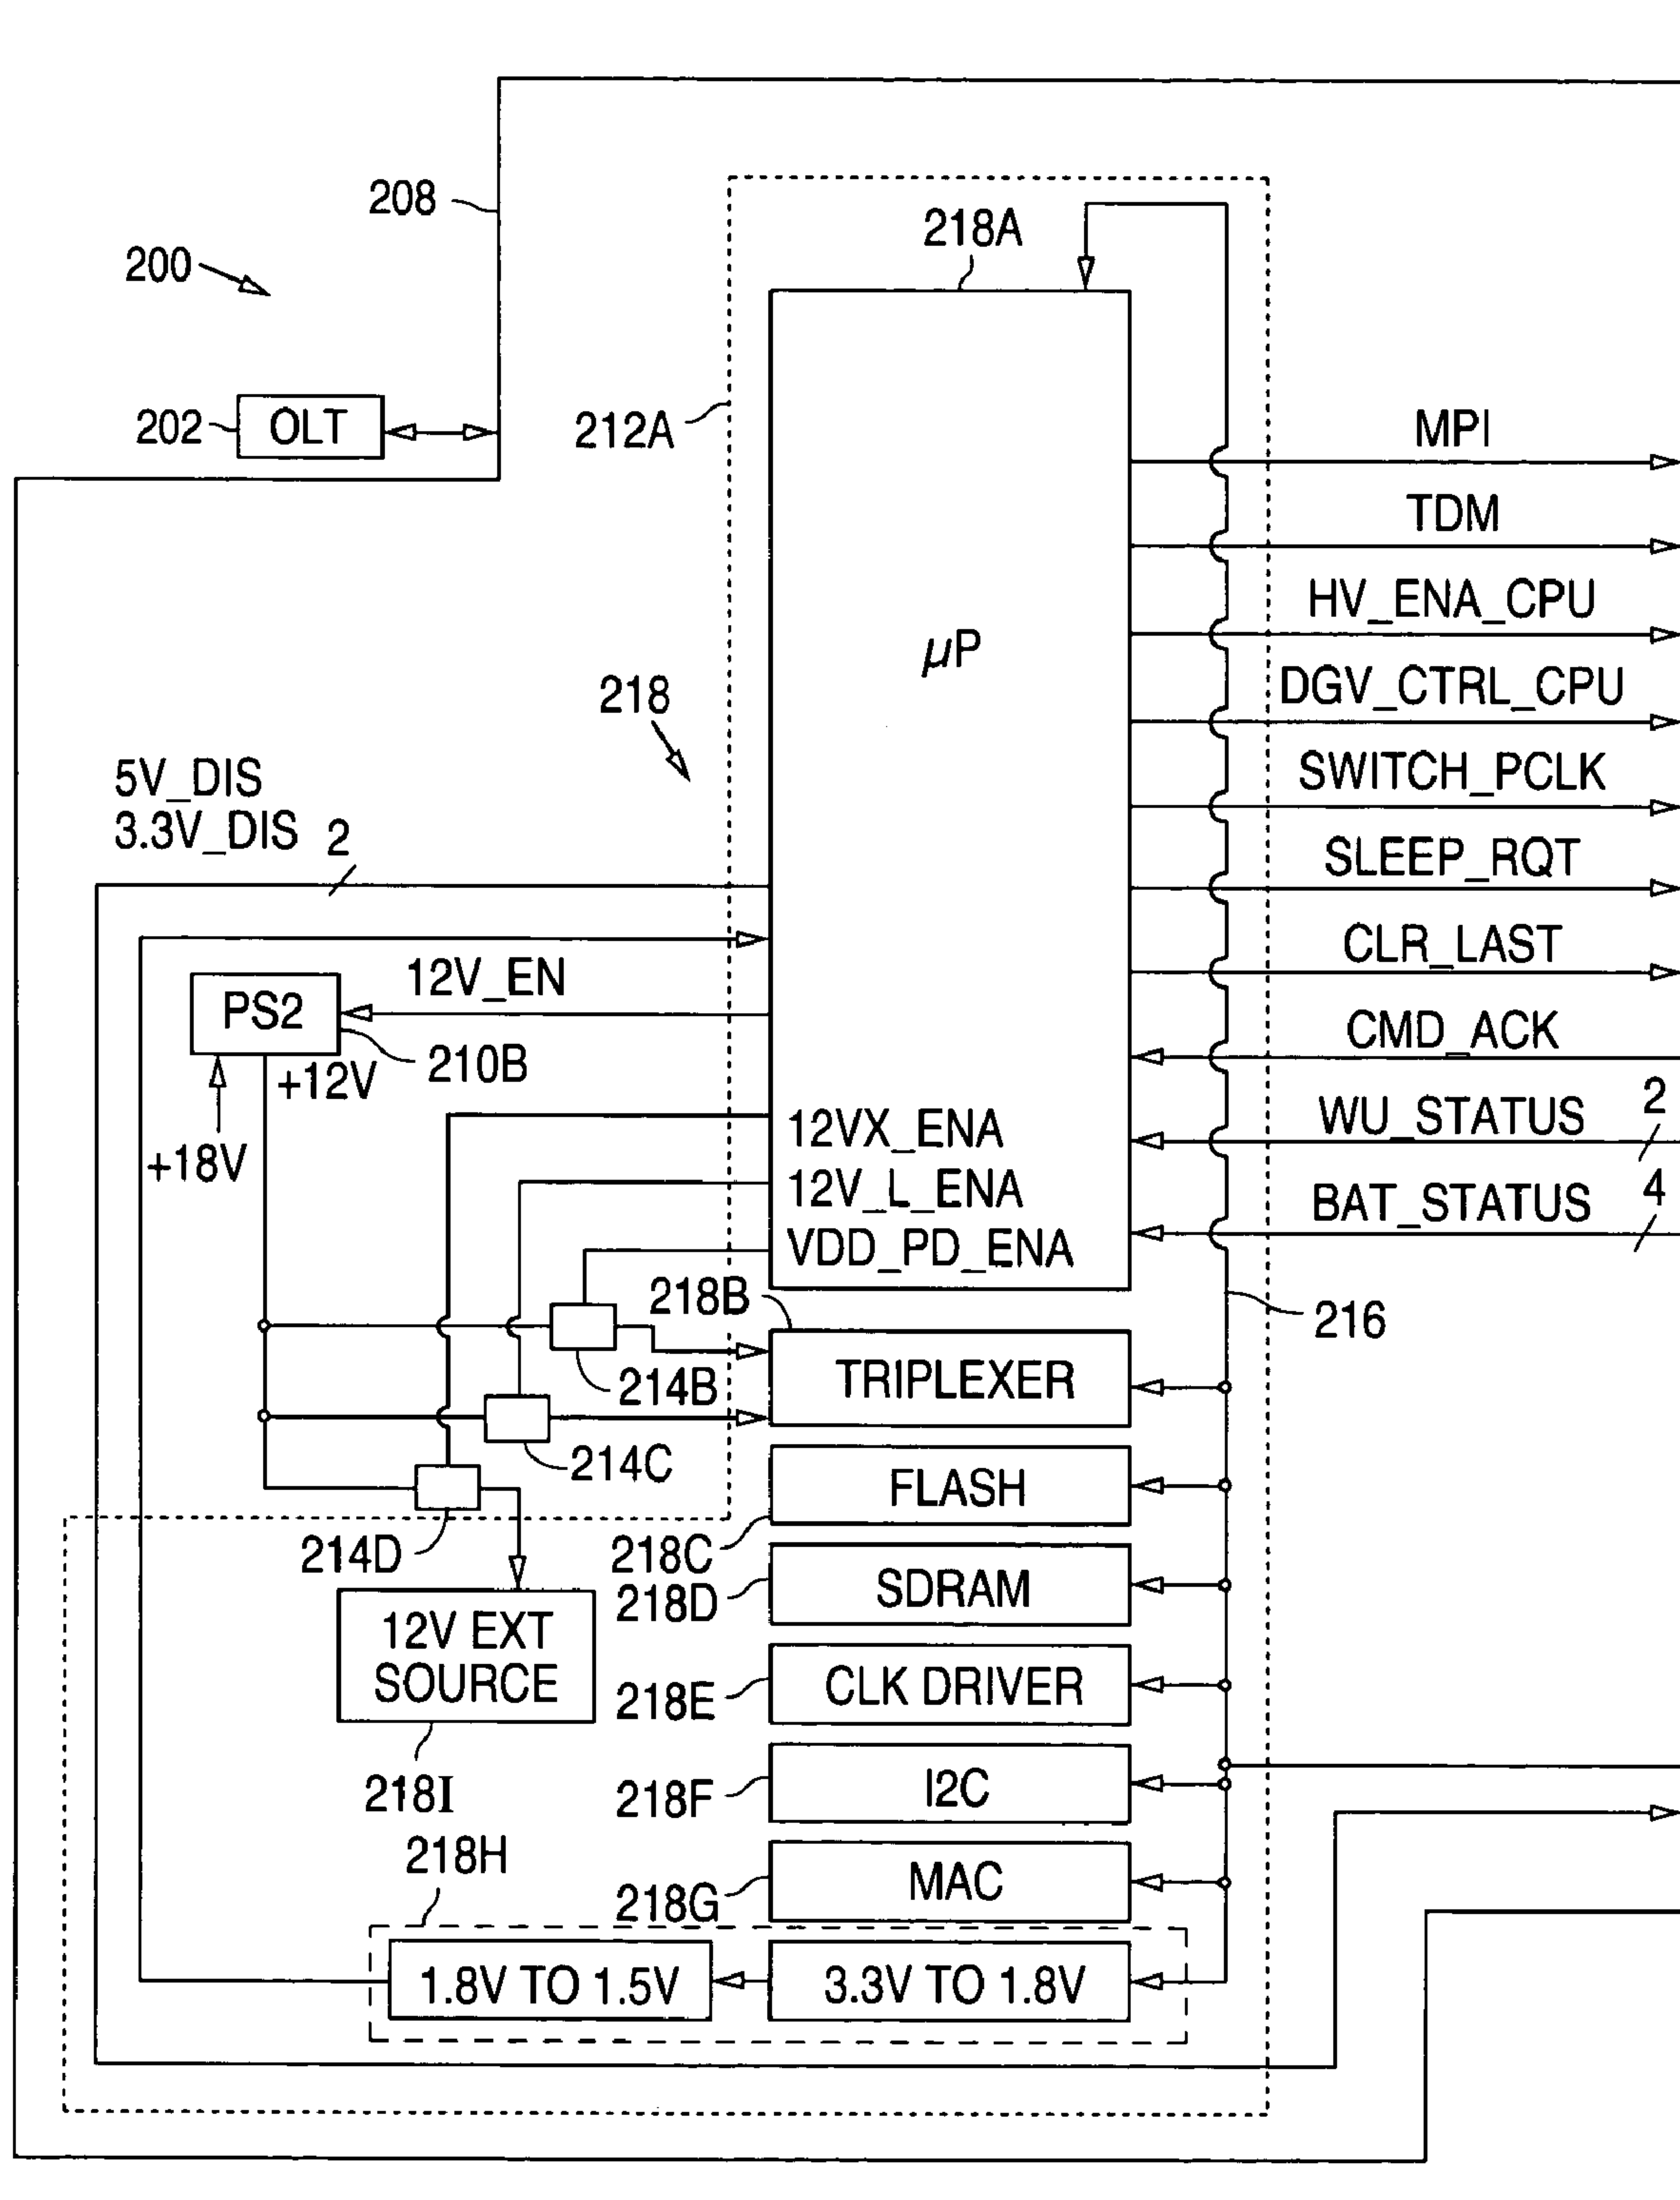 208
200
218A
202
OLT
212A
MPI
TDM
HV_ENA_CPU
µP
DGV_CTRL_CPU
218
SWITCH_PCLK
5V_DIS
3.3V_DIS
2
SLEEP_RQT
CLR_LAST
12V_EN
PS2
210B
+12V
+18V
CMD_ACK
WU_STATUS
2
12VX_ENA
12V_L_ENA
BAT_STATUS
4
VDD_PD_ENA
218B
216
TRIPLEXER
214B
214C
FLASH
214D
218C
SDRAM
218D
12V EXT
SOURCE
CLK DRIVER
218E
218I
I2C
218F
218H
MAC
218G
1.8V TO 1.5V
3.3V TO 1.8V